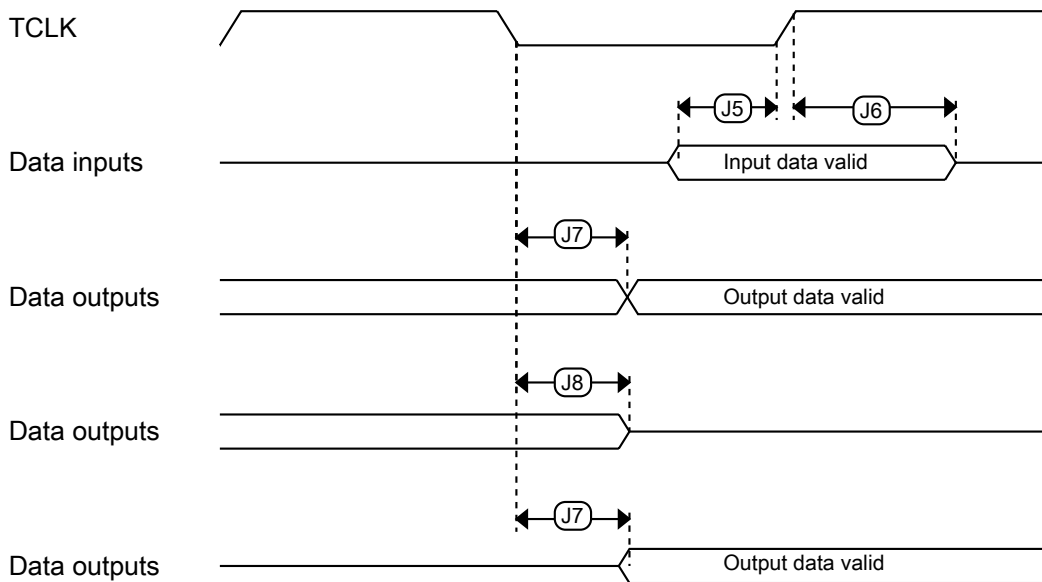 TCLK
J5
J6
Data inputs
Input data valid
J7
Data outputs
Output data valid
J8
Data outputs
J7
Data outputs
Output data valid